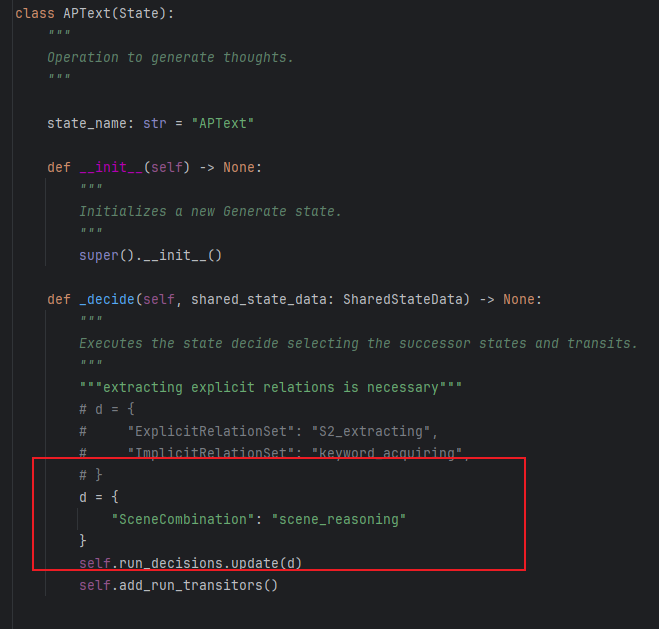 class APText(State):
"""
Operation to generate thoughts.
"""
state_name: str = "APText"
def __init__(self) -> None:
"""
Initializes a new Generate state.
"""
super().__init__()
def _decide(self, shared_state_data: SharedStateData) -> None:
"""
Executes the state decide selecting the successor states and transits.
"""
"""extracting explicit relations is necessary"""
# d = {
#     "ExplicitRelationSet": "S2_extracting",
#     "ImplicitRelationSet": "keyword_acquiring",
# }
d = {
"SceneCombination": "scene_reasoning"
}
self.run_decisions.update(d)
self.add_run_transitors()